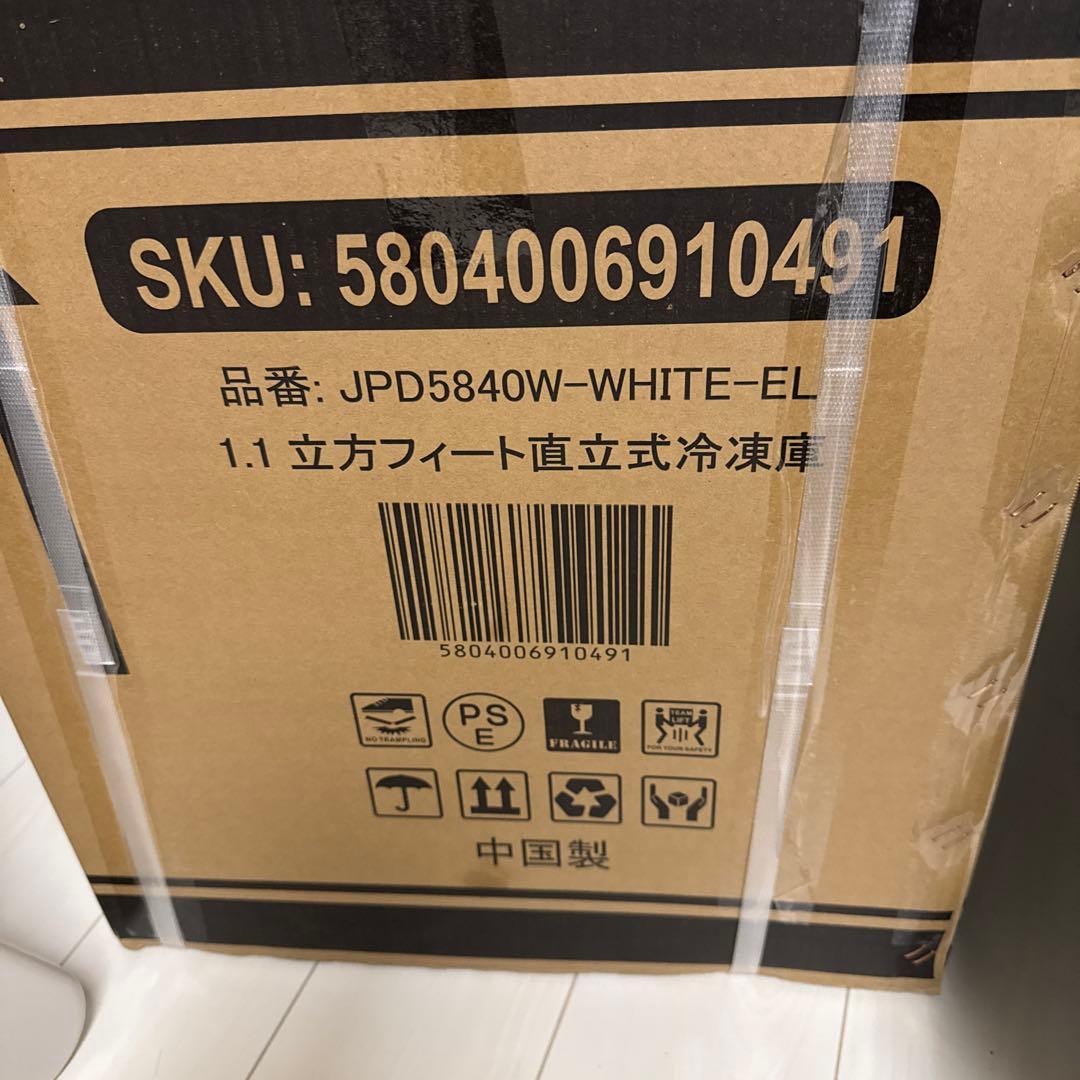 SKU: 5804006910491
品番: JPD5840W-WHITE-EL
1.1 立方フィート直立式冷凍庫
5804006910491
NO TRAMPLING
PS
E
FRAGILE
TEAM
LIFT
FOR YOUR SAFETY
中国製